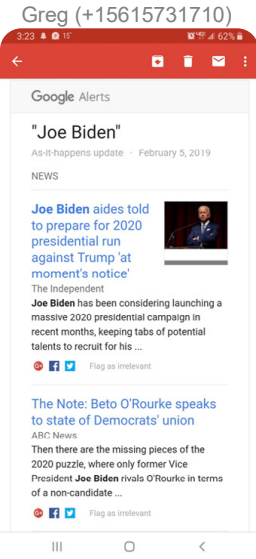 Greg (+15615731710)
3:23 15° 62%
Google Alerts
"Joe Biden"
As-it-happens update · February 5, 2019
NEWS
Joe Biden aides told
to prepare for 2020
presidential run
against Trump 'at
moment's notice'
The Independent
Joe Biden has been considering launching a
massive 2020 presidential campaign in
recent months, keeping tabs of potential
talents to recruit for his ...
Flag as irrelevant
The Note: Beto O'Rourke speaks
to state of Democrats' union
ABC News
Then there are the missing pieces of the
2020 puzzle, where only former Vice
President Joe Biden rivals O'Rourke in terms
of a non-candidate ...
Flag as irrelevant